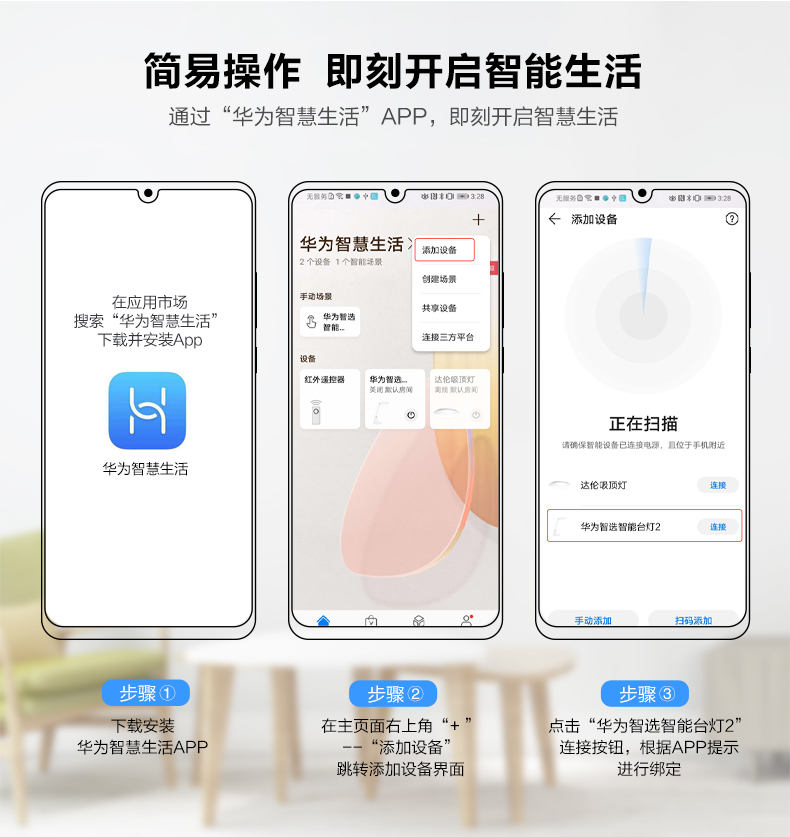 简易操作 即刻开启智能生活
通过“华为智慧生活”APP，即刻开启智慧生活
在应用市场
搜索“华为智慧生活”
下载并安装App
华为智慧生活
无服务
3:28
华为智慧生活
2 个设备 1 个智能场景
添加设备
创建场景
共享设备
连接三方平台
手动场景
华为智选
智能...
设备
红外遥控器
华为智选...
关闭 默认房间
达伦吸顶灯
离线 默认房间
无服务
3:28
添加设备
正在扫描
请确保智能设备已连接电源，且位于手机附近
达伦吸顶灯
连接
华为智选智能台灯2
连接
手动添加
扫码添加
步骤①
下载安装
华为智慧生活APP
步骤②
在主页面右上角“+ ”
--“添加设备”
跳转添加设备界面
步骤③
点击“华为智选智能台灯2”
连接按钮，根据APP提示
进行绑定